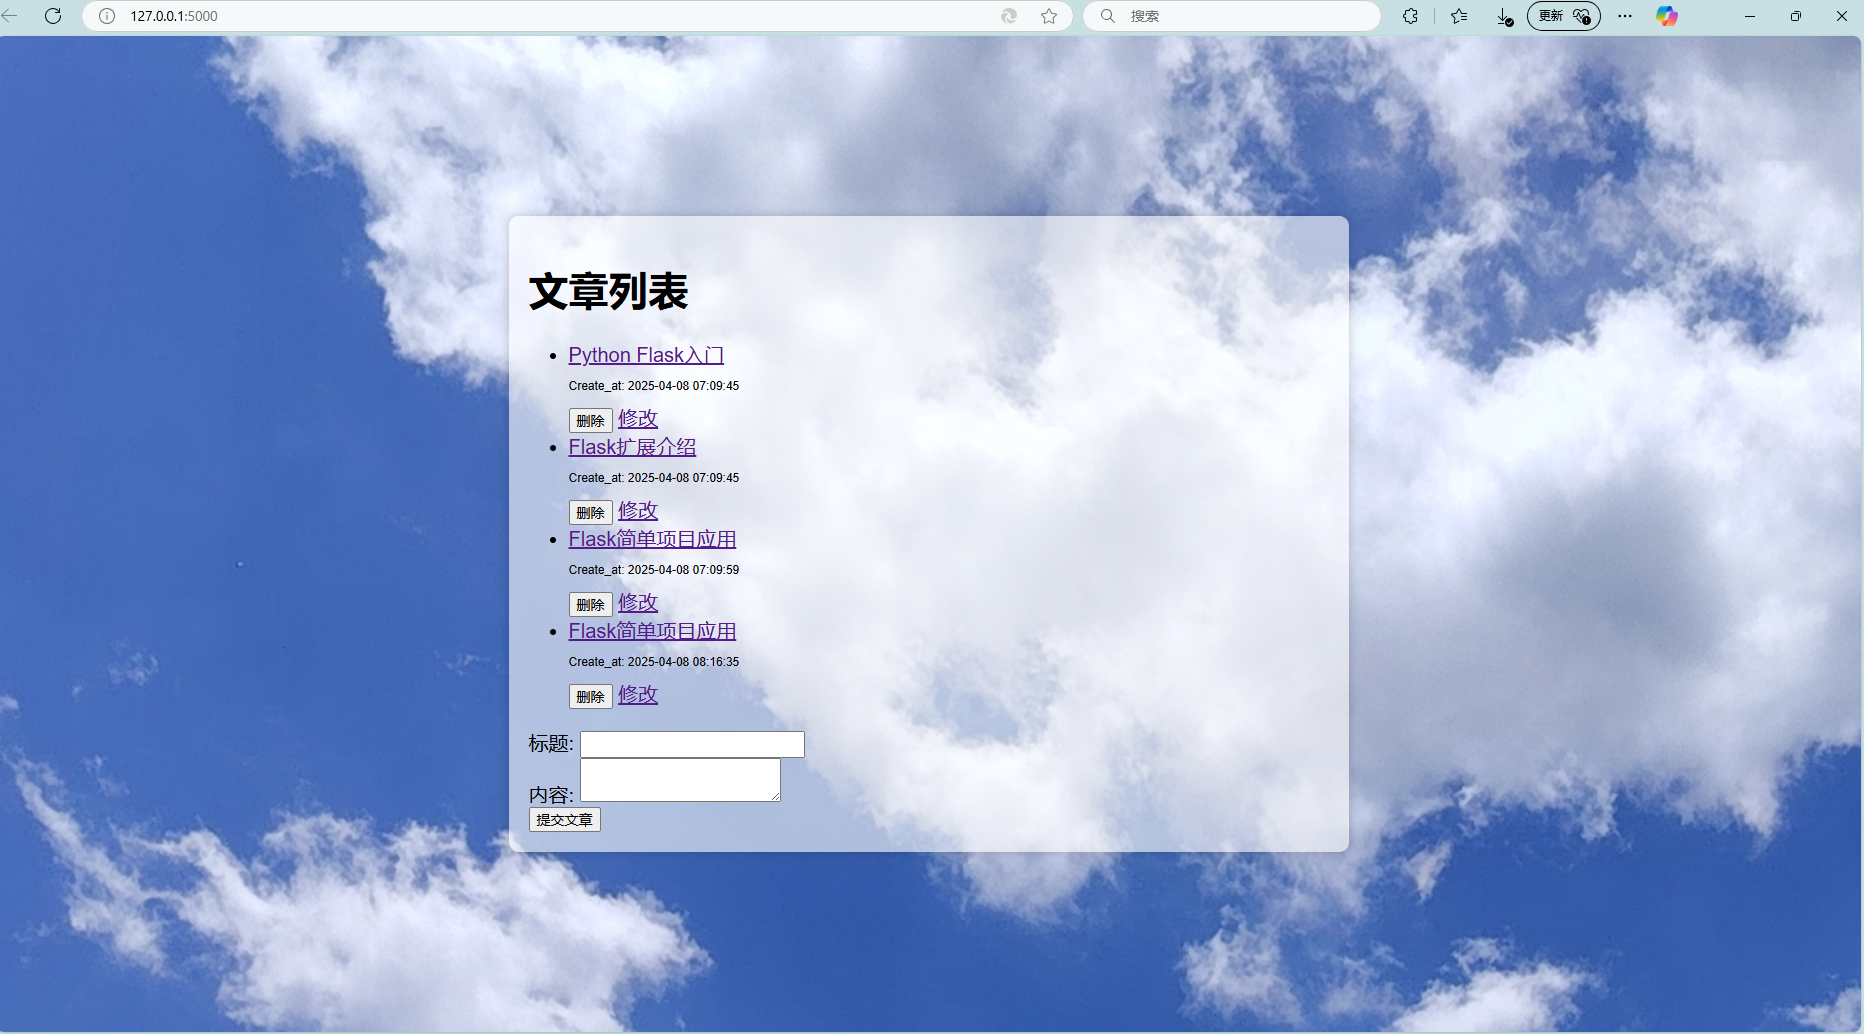 127.0.0.1:5000
搜索
更新
文章列表
Python Flask入门
Create_at: 2025-04-08 07:09:45
删除 修改
Flask扩展介绍
Create_at: 2025-04-08 07:09:45
删除 修改
Flask简单项目应用
Create_at: 2025-04-08 07:09:59
删除 修改
Flask简单项目应用
Create_at: 2025-04-08 08:16:35
删除 修改
标题:
内容:
提交文章